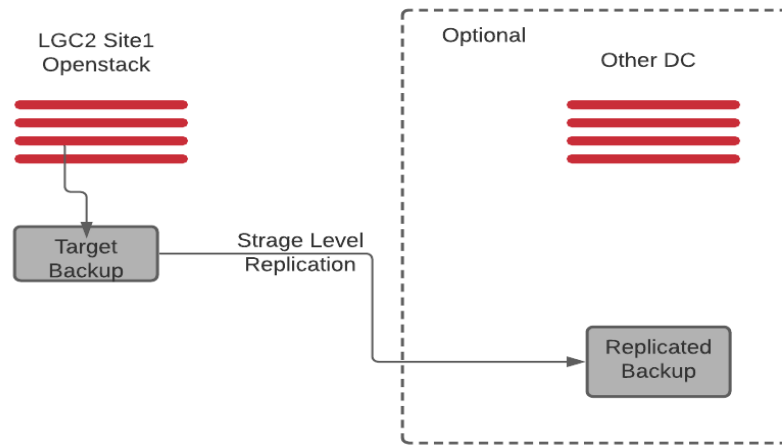 LGC2 Site1
Openstack
Optional
Other DC
Target
Backup
Strage Level
Replication
Replicated
Backup